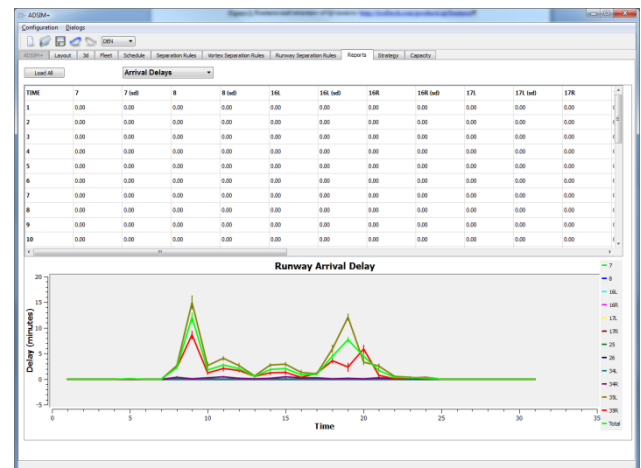 ADSIM+
Configuration Dialogs
DEN
ADSIM+ Layout 3d Fleet Schedule Separation Rules Vortex Separation Rules Runway Separation Rules Reports Strategy Capacity
Load All Arrival Delays
TIME 7 7 (sd) 8 8 (sd) 16L 16L (sd) 16R 16R (sd) 17L 17L (sd) 17R
1 0.00 0.00 0.00 0.00 0.00 0.00 0.00 0.00 0.00 0.00 0.00
2 0.00 0.00 0.00 0.00 0.00 0.00 0.00 0.00 0.00 0.00 0.00
3 0.00 0.00 0.00 0.00 0.00 0.00 0.00 0.00 0.00 0.00 0.00
4 0.00 0.00 0.00 0.00 0.00 0.00 0.00 0.00 0.00 0.00 0.00
5 0.00 0.00 0.00 0.00 0.00 0.00 0.00 0.00 0.00 0.00 0.00
6 0.00 0.00 0.00 0.00 0.00 0.00 0.00 0.00 0.00 0.00 0.00
7 0.00 0.00 0.00 0.00 0.00 0.00 0.00 0.00 0.00 0.00 0.00
8 0.00 0.00 0.00 0.00 0.00 0.00 0.00 0.00 0.00 0.00 0.00
9 0.00 0.00 0.00 0.00 0.00 0.00 0.00 0.00 0.00 0.00 0.00
10 0.00 0.00 0.00 0.00 0.00 0.00 0.00 0.00 0.00 0.00 0.00
Runway Arrival Delay
Delay (minutes)
20
15
10
5
0
-5
0 5 10 15 20 25 30 35
Time
7
8
16L
16R
17L
17R
25
26
34L
34R
35L
35R
Total